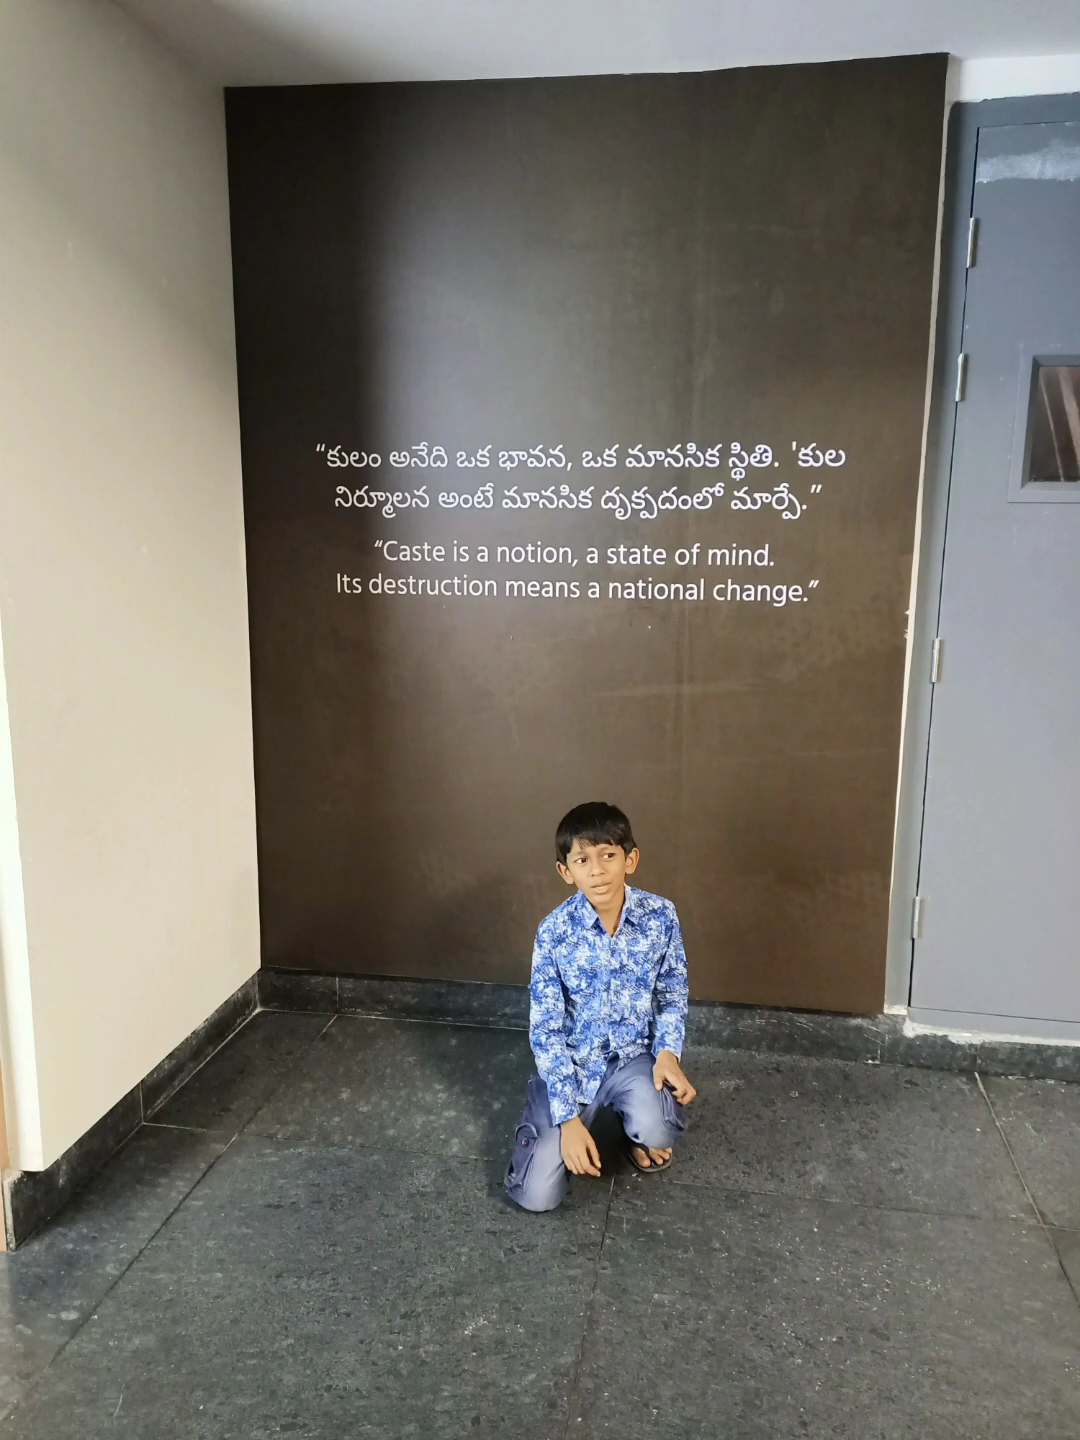 “కులం అనేది ఒక భావన, ఒక మానసిక స్థితి. 'కుల
నిర్మూలన అంటే మానసిక దృక్పదంలో మార్పే.”
“Caste is a notion, a state of mind.
Its destruction means a national change.”